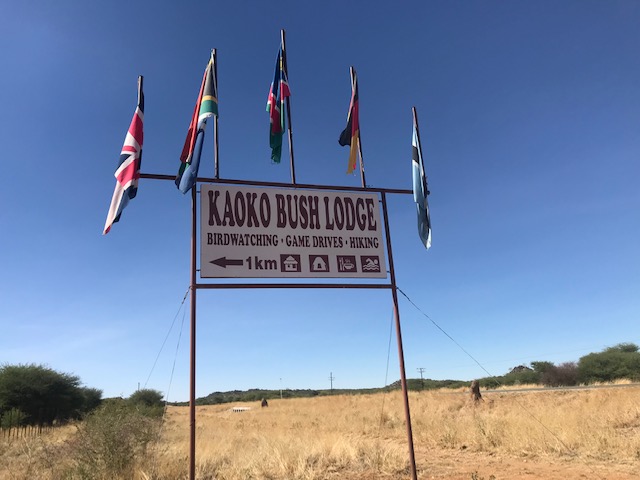 KAOKO BUSH LODGE
BIRDWATCHING • GAME DRIVES • HIKING
1km